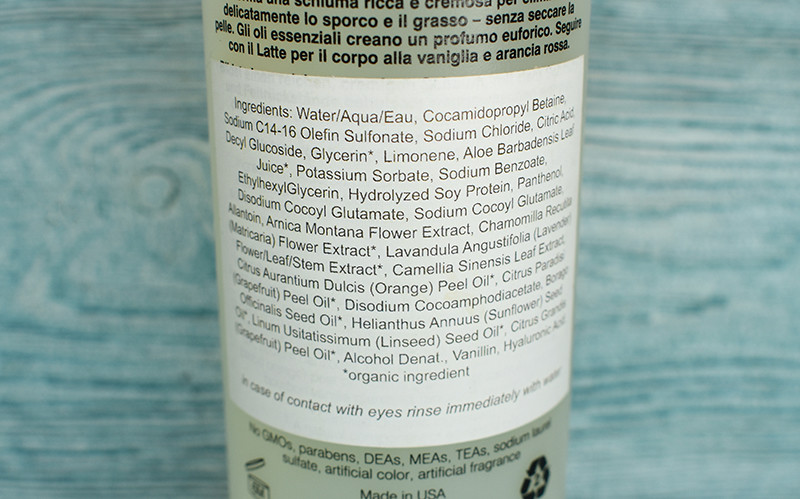 una schiuma ricca e cremosa per
delicatamente lo sporco e il grasso – senza seccare la
pelle. Gli oli essenziali creano un profumo euforico. Seguire
con il Latte per il corpo alla vaniglia e arancia rossa.
Ingredients: Water/Aqua/Eau, Cocamidopropyl Betaine,
Sodium C14-16 Olefin Sulfonate, Sodium Chloride, Citric Acid,
Decyl Glucoside, Glycerin*, Limonene, Aloe Barbadensis Leaf
Juice*, Potassium Sorbate, Sodium Benzoate,
EthylhexylGlycerin, Hydrolyzed Soy Protein, Panthenol,
Disodium Cocoyl Glutamate, Sodium Cocoyl Glutamate,
Allantoin, Arnica Montana Flower Extract, Chamomilla Recutita
(Matricaria) Flower Extract*, Lavandula Angustifolia (Lavender)
Flower/Leaf/Stem Extract*, Camellia Sinensis Leaf Extract,
Citrus Aurantium Dulcis (Orange) Peel Oil*, Citrus Paradisi
(Grapefruit) Peel Oil*, Disodium Cocoamphodiacetate, Borago
Officinalis Seed Oil*, Helianthus Annuus (Sunflower) Seed
Oil*, Linum Usitatissimum (Linseed) Seed Oil*, Citrus Grandis
(Grapefruit) Peel Oil*, Alcohol Denat., Vanillin, Hyaluronic Acid.
*organic ingredient
In case of contact with eyes rinse immediately with water
No GMOs, parabens, DEAs, MEAs, TEAs, sodium laurel
sulfate, artificial color, artificial fragrance
Made in USA
2